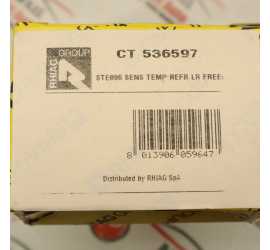 RHIAG GROUP
CT 536597
STE096 SENS TEMP REFR LR FREE:
8 013906 059647
Distributed by RHIAG SpA